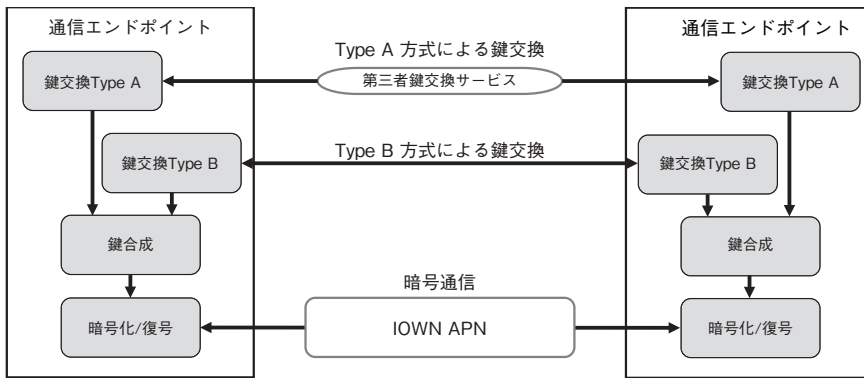 通信エンドポイント
通信エンドポイント
Type A 方式による鍵交換
鍵交換Type A
第三者鍵交換サービス
鍵交換Type A
Type B 方式による鍵交換
鍵交換Type B
鍵交換Type B
鍵合成
鍵合成
暗号通信
暗号化/復号
IOWN APN
暗号化/復号